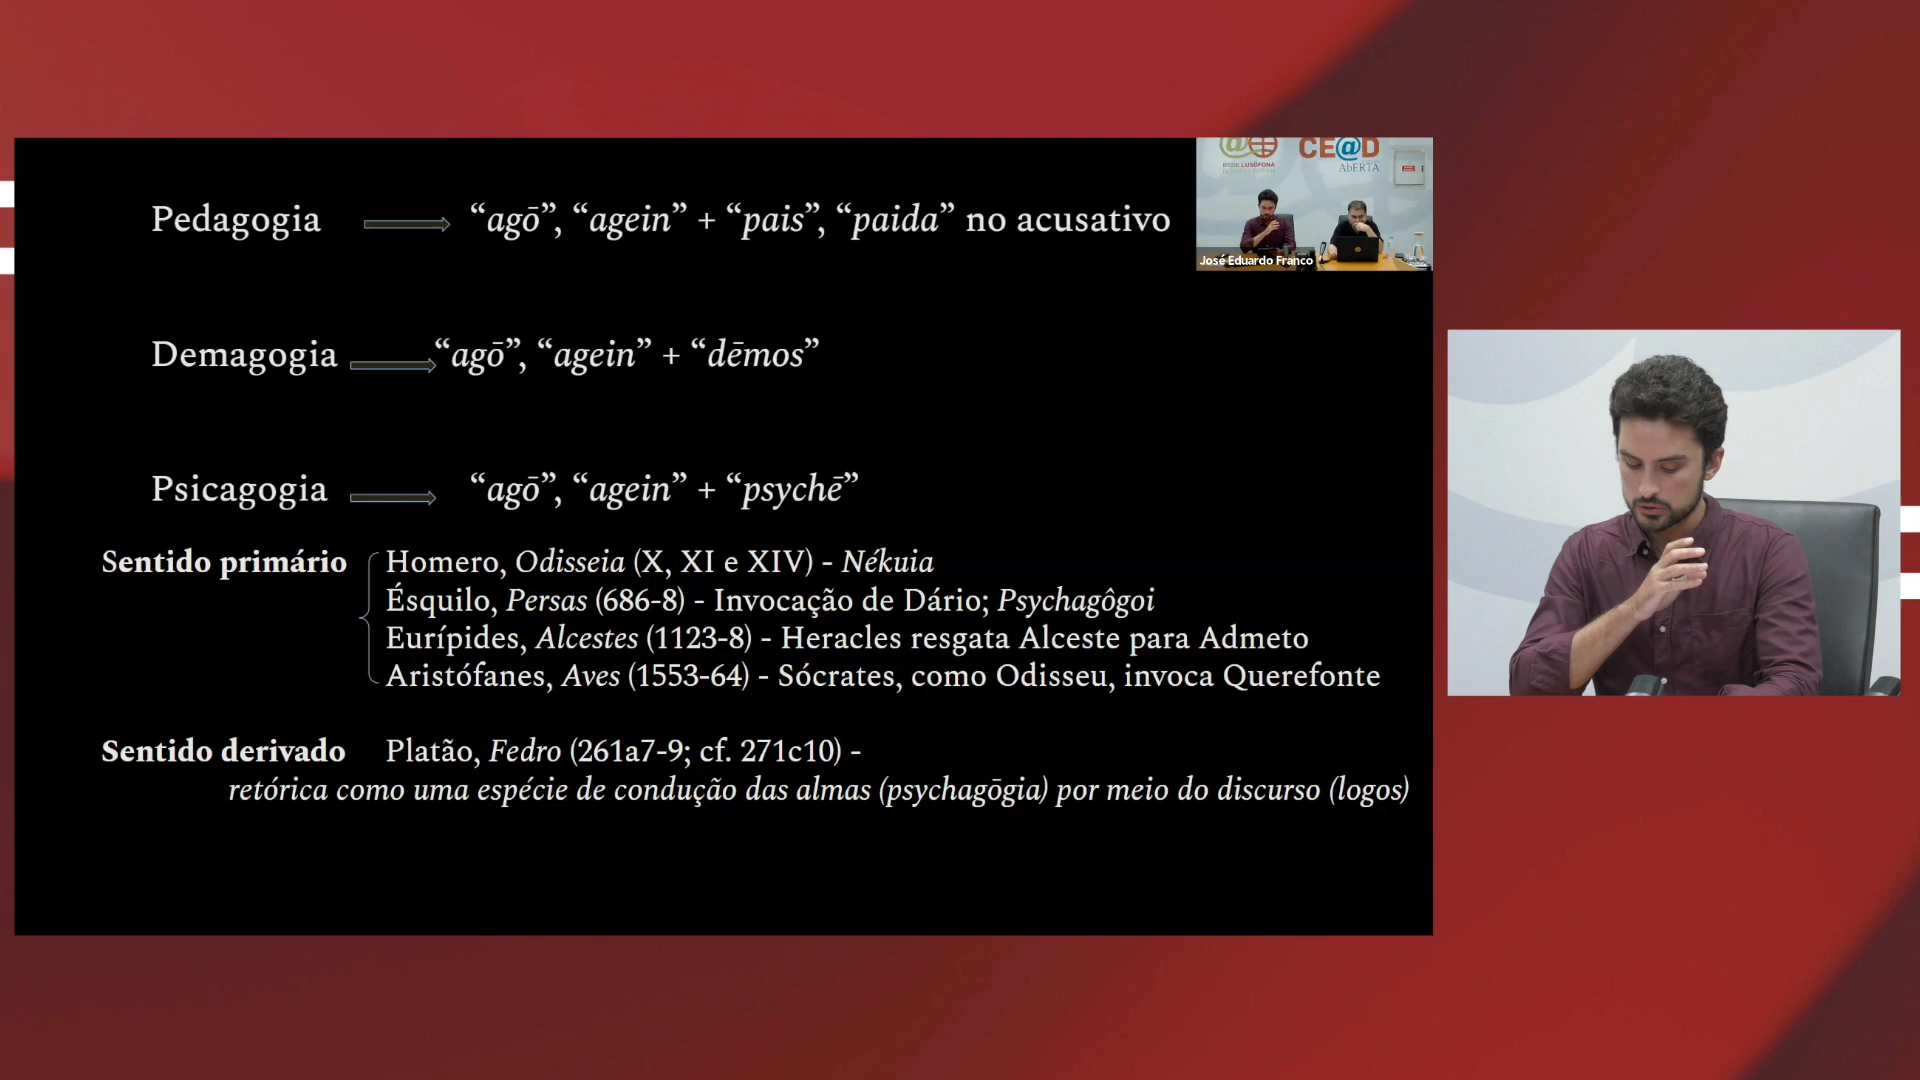 Pedagogia “agō”, “agein” + “pais”, “paida” no acusativo
Demagogia “agō”, “agein” + “dēmos”
Psicagogia “agō”, “agein” + “psychē”
Sentido primário Homero, Odisseia (X, XI e XIV) - Nékuia
Ésquilo, Persas (686-8) - Invocação de Dário; Psychagôgoi
Eurípides, Alcestes (1123-8) - Heracles resgata Alceste para Admeto
Aristófanes, Aves (1553-64) - Sócrates, como Odisseu, invoca Querefonte
Sentido derivado Platão, Fedro (261a7-9; cf. 271c10) -
retórica como uma espécie de condução das almas (psychagōgia) por meio do discurso (logos)
CE@D
AbERTA
José Eduardo Franco